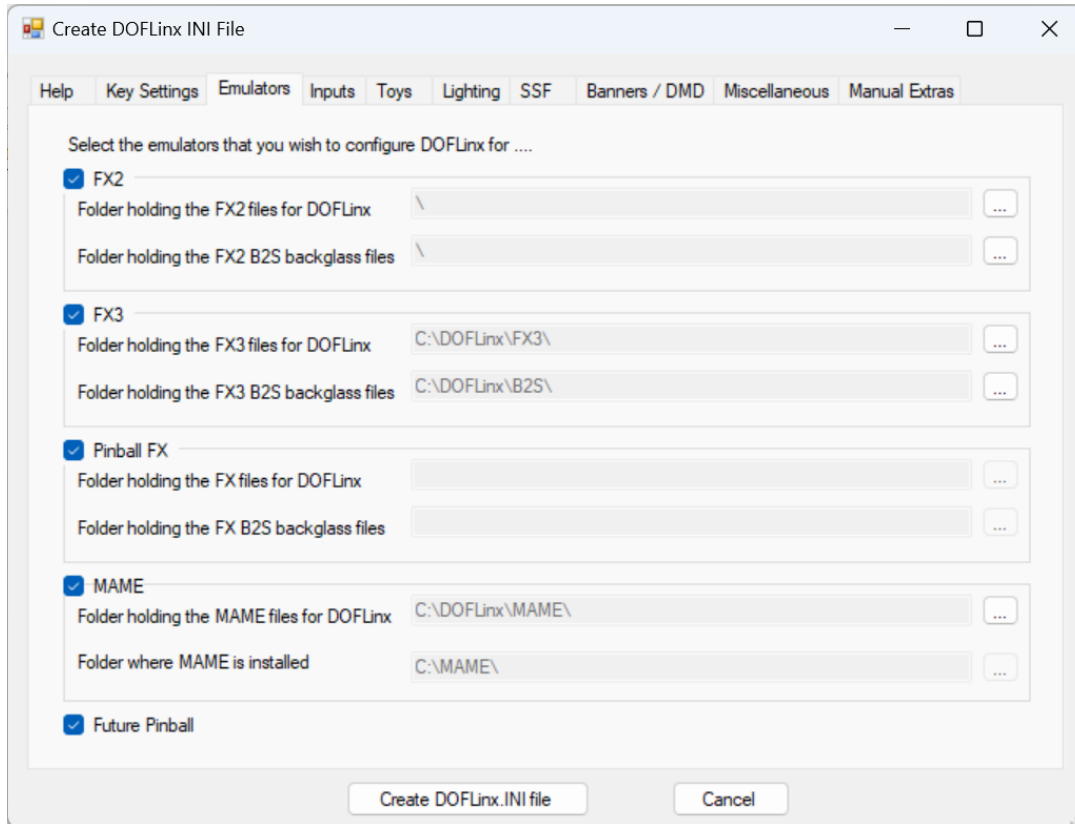 Create DOFLinx INI File
Help Key Settings Emulators Inputs Toys Lighting SSF Banners / DMD Miscellaneous Manual Extras
Select the emulators that you wish to configure DOFLinx for ....
FX2
Folder holding the FX2 files for DOFLinx \ ...
Folder holding the FX2 B2S backglass files \ ...
FX3
Folder holding the FX3 files for DOFLinx C:\DOFLinx\FX3\ ...
Folder holding the FX3 B2S backglass files C:\DOFLinx\B2S\ ...
Pinball FX
Folder holding the FX files for DOFLinx ...
Folder holding the FX B2S backglass files ...
MAME
Folder holding the MAME files for DOFLinx C:\DOFLinx\MAME\ ...
Folder where MAME is installed C:\MAME\ ...
Future Pinball
Create DOFLinx.INI file Cancel